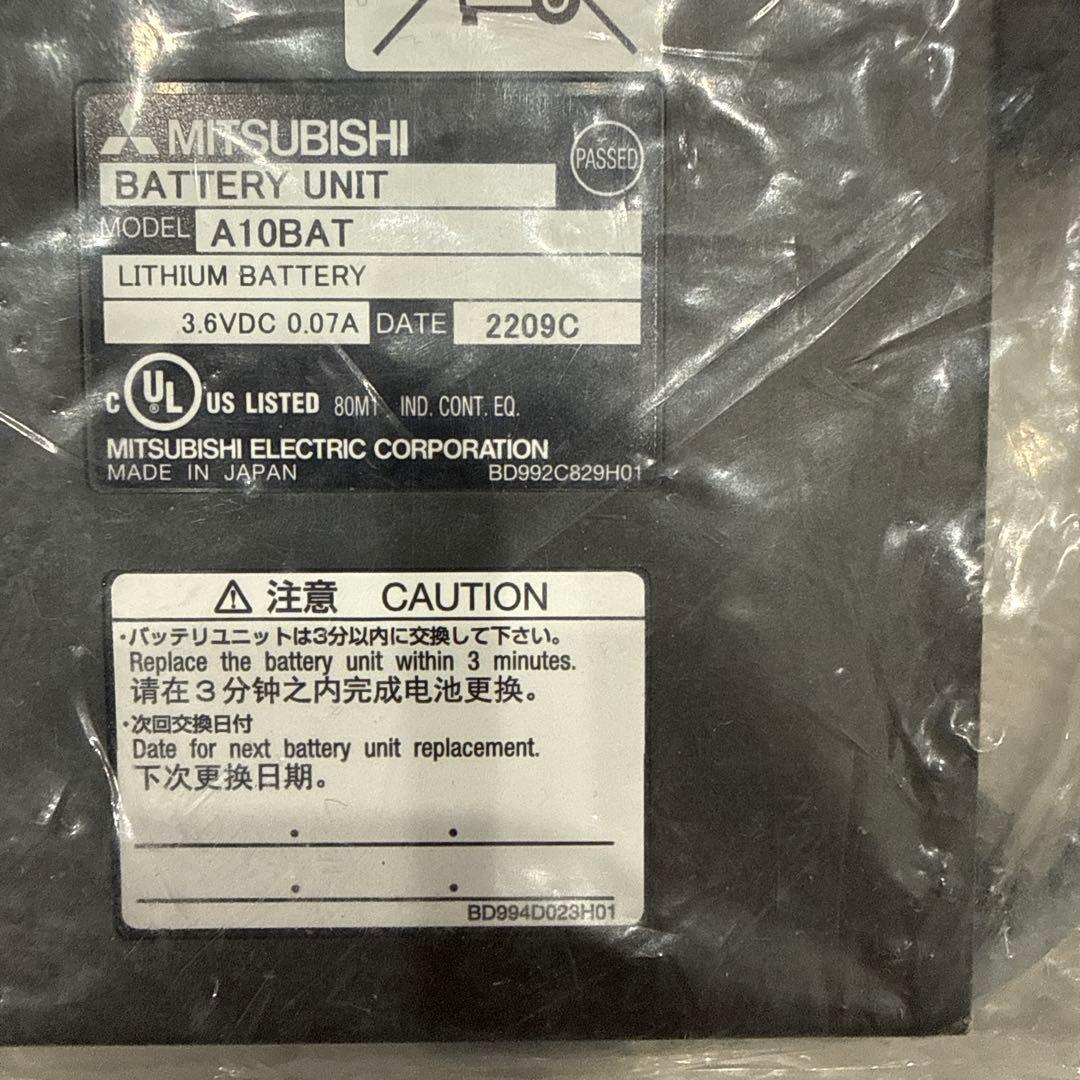 MITSUBISHI
PASSED
BATTERY UNIT
MODEL A10BAT
LITHIUM BATTERY
3.6VDC 0.07A DATE 2209C
C UL ® US LISTED 80M1 IND. CONT. EQ.
MITSUBISHI ELECTRIC CORPORATION
MADE IN JAPAN BD992C829H01
⚠ 注意 CAUTION
・バッテリユニットは3分以内に交換して下さい。
Replace the battery unit within 3 minutes.
请在3分钟之内完成电池更换。
・次回交換日付
Date for next battery unit replacement.
下次更换日期。
BD994D023H01